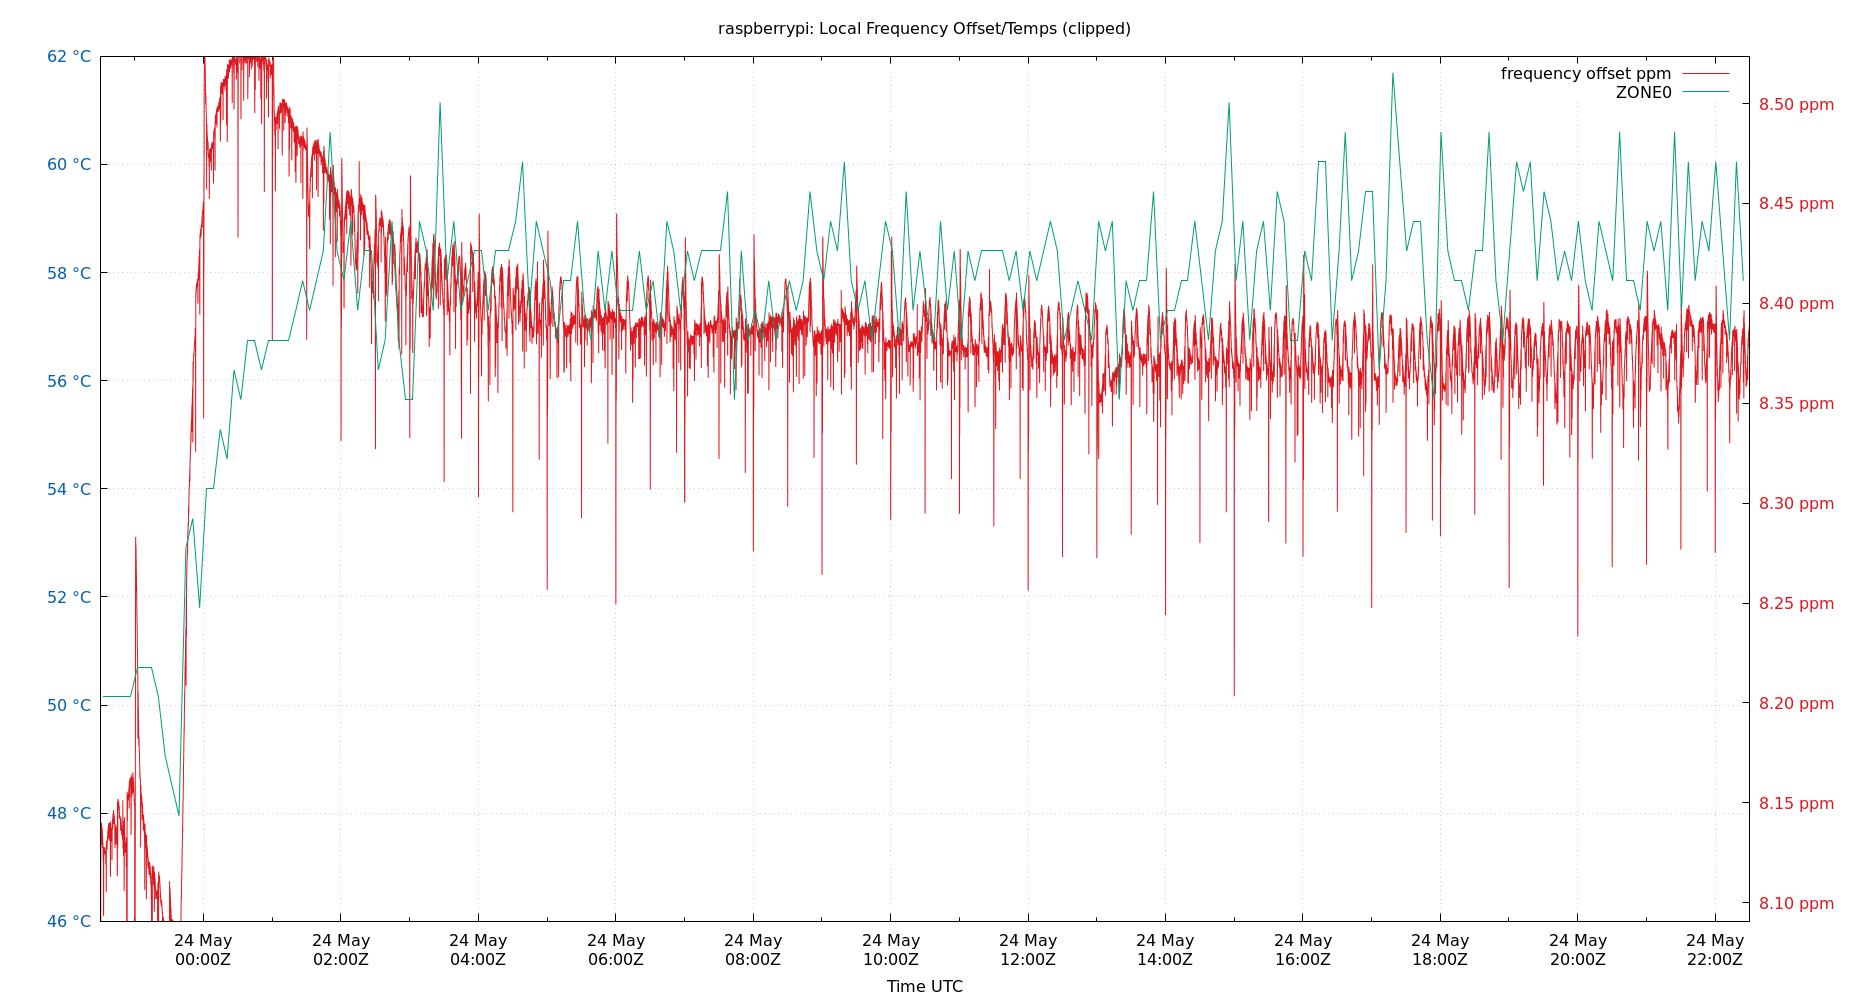 raspberrypi: Local Frequency Offset/Temps (clipped)
62 °C
60 °C
58 °C
56 °C
54 °C
52 °C
50 °C
48 °C
46 °C
frequency offset ppm
ZONE0
8.50 ppm
8.45 ppm
8.40 ppm
8.35 ppm
8.30 ppm
8.25 ppm
8.20 ppm
8.15 ppm
8.10 ppm
24 May 24 May 24 May 24 May 24 May 24 May 24 May 24 May 24 May 24 May 24 May 24 May
00:00Z 02:00Z 04:00Z 06:00Z 08:00Z 10:00Z 12:00Z 14:00Z 16:00Z 18:00Z 20:00Z 22:00Z
Time UTC